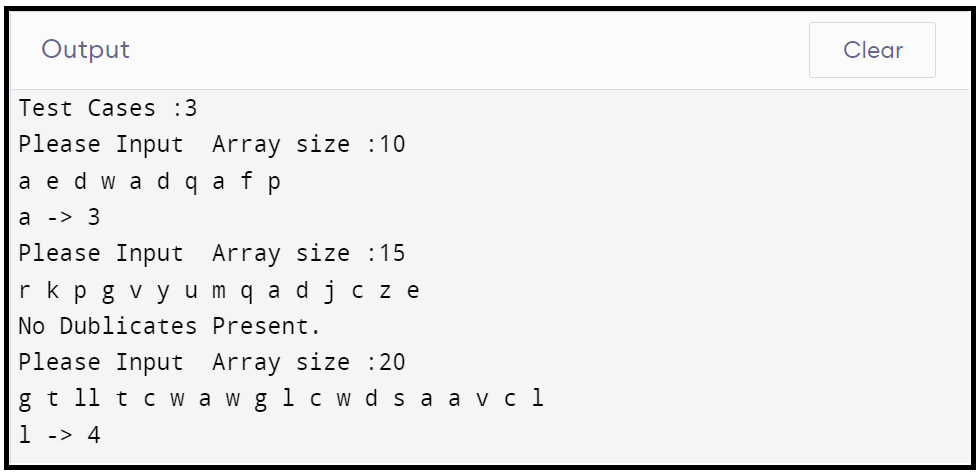 Output
Clear
Test Cases :3
Please Input  Array size :10
a e d w a d q a f p
a -> 3
Please Input  Array size :15
r k p g v y u m q a d j c z e
No Dublicates Present.
Please Input  Array size :20
g t ll t c w a w g l c w d s a a v c l
l -> 4